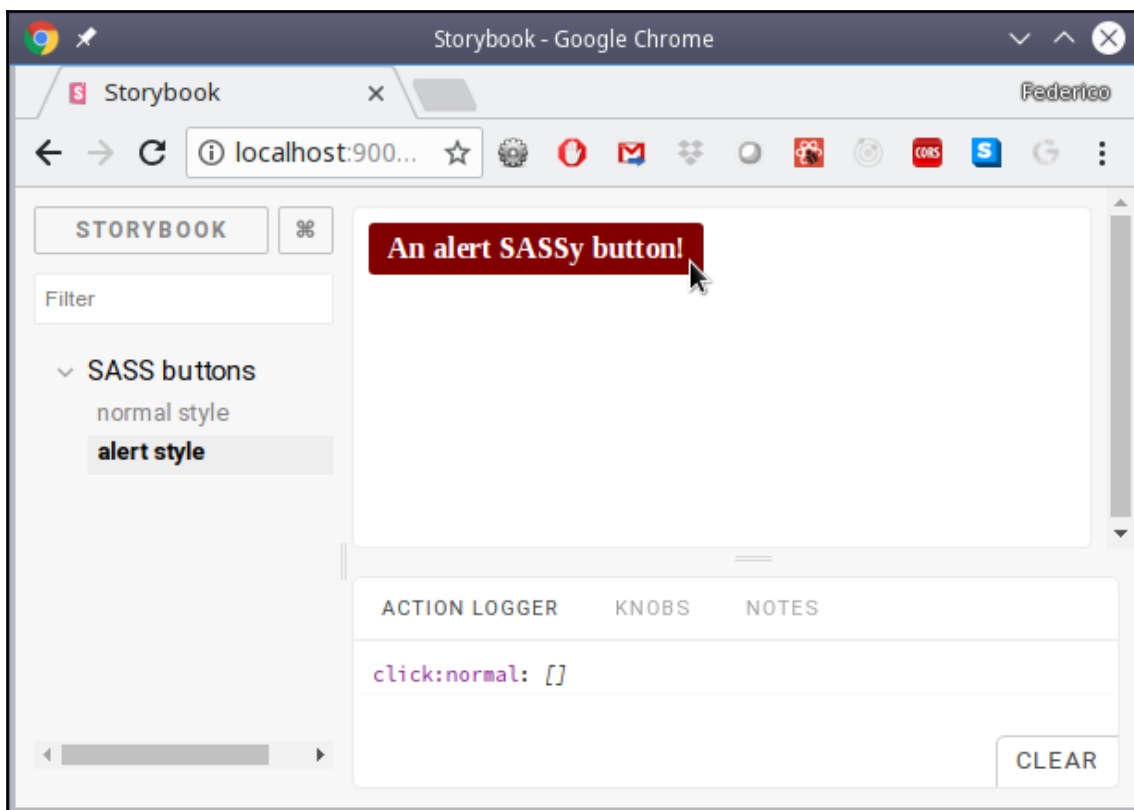 Storybook - Google Chrome
Storybook
Federico
localhost:900...
CORS
S
G
STORYBOOK ⌘
Filter
SASS buttons
normal style
alert style
An alert SASSy button!
ACTION LOGGER KNOBS NOTES
click:normal: []
CLEAR